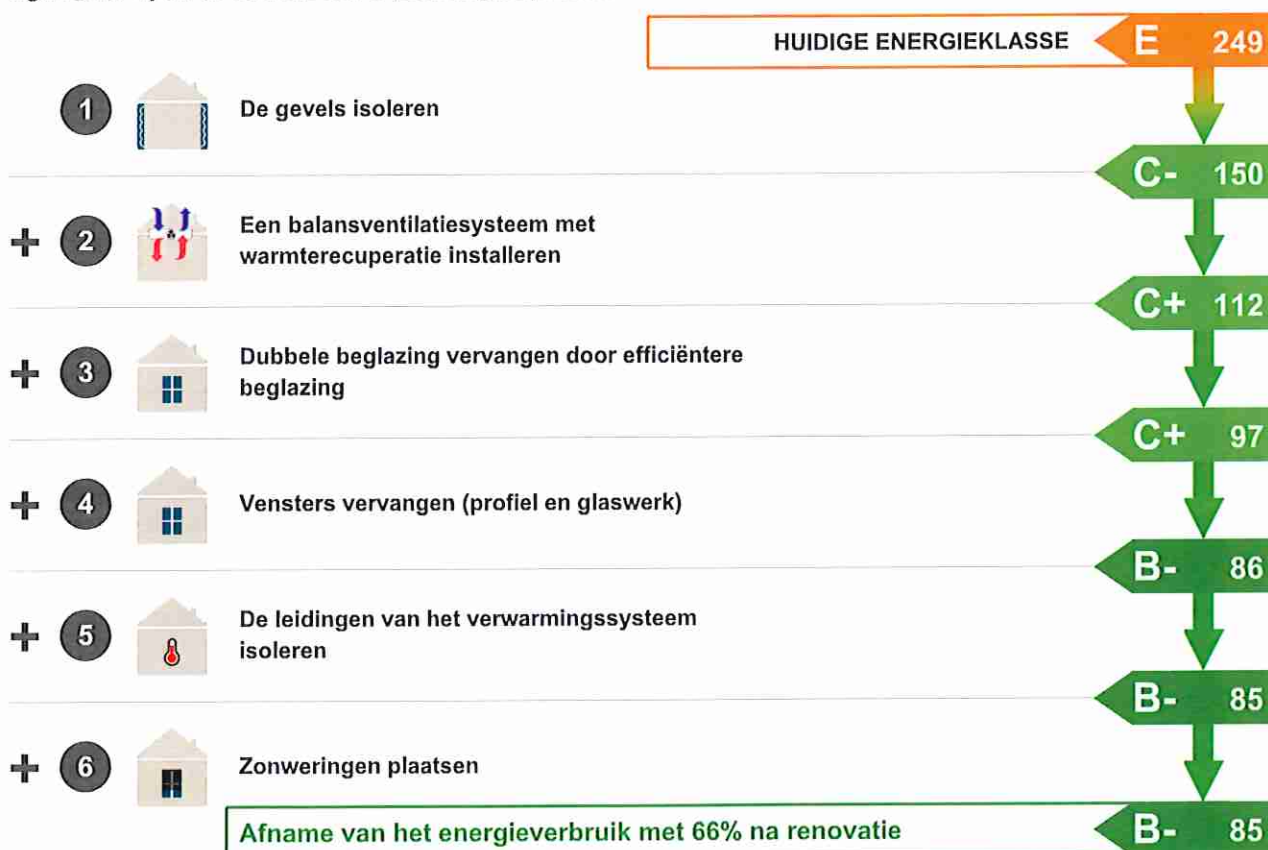 HUIDIGE ENERGIEKLASSE E 249
1 De gevels isoleren
C- 150
+ 2 Een balansventilatiesysteem met
warmterecuperatie installeren
C+ 112
+ 3 Dubbele beglazing vervangen door efficiëntere
beglazing
C+ 97
+ 4 Vensters vervangen (profiel en glaswerk)
B- 86
+ 5 De leidingen van het verwarmingssysteem
isoleren
B- 85
+ 6 Zonweringen plaatsen
Afname van het energieverbruik met 66% na renovatie B- 85